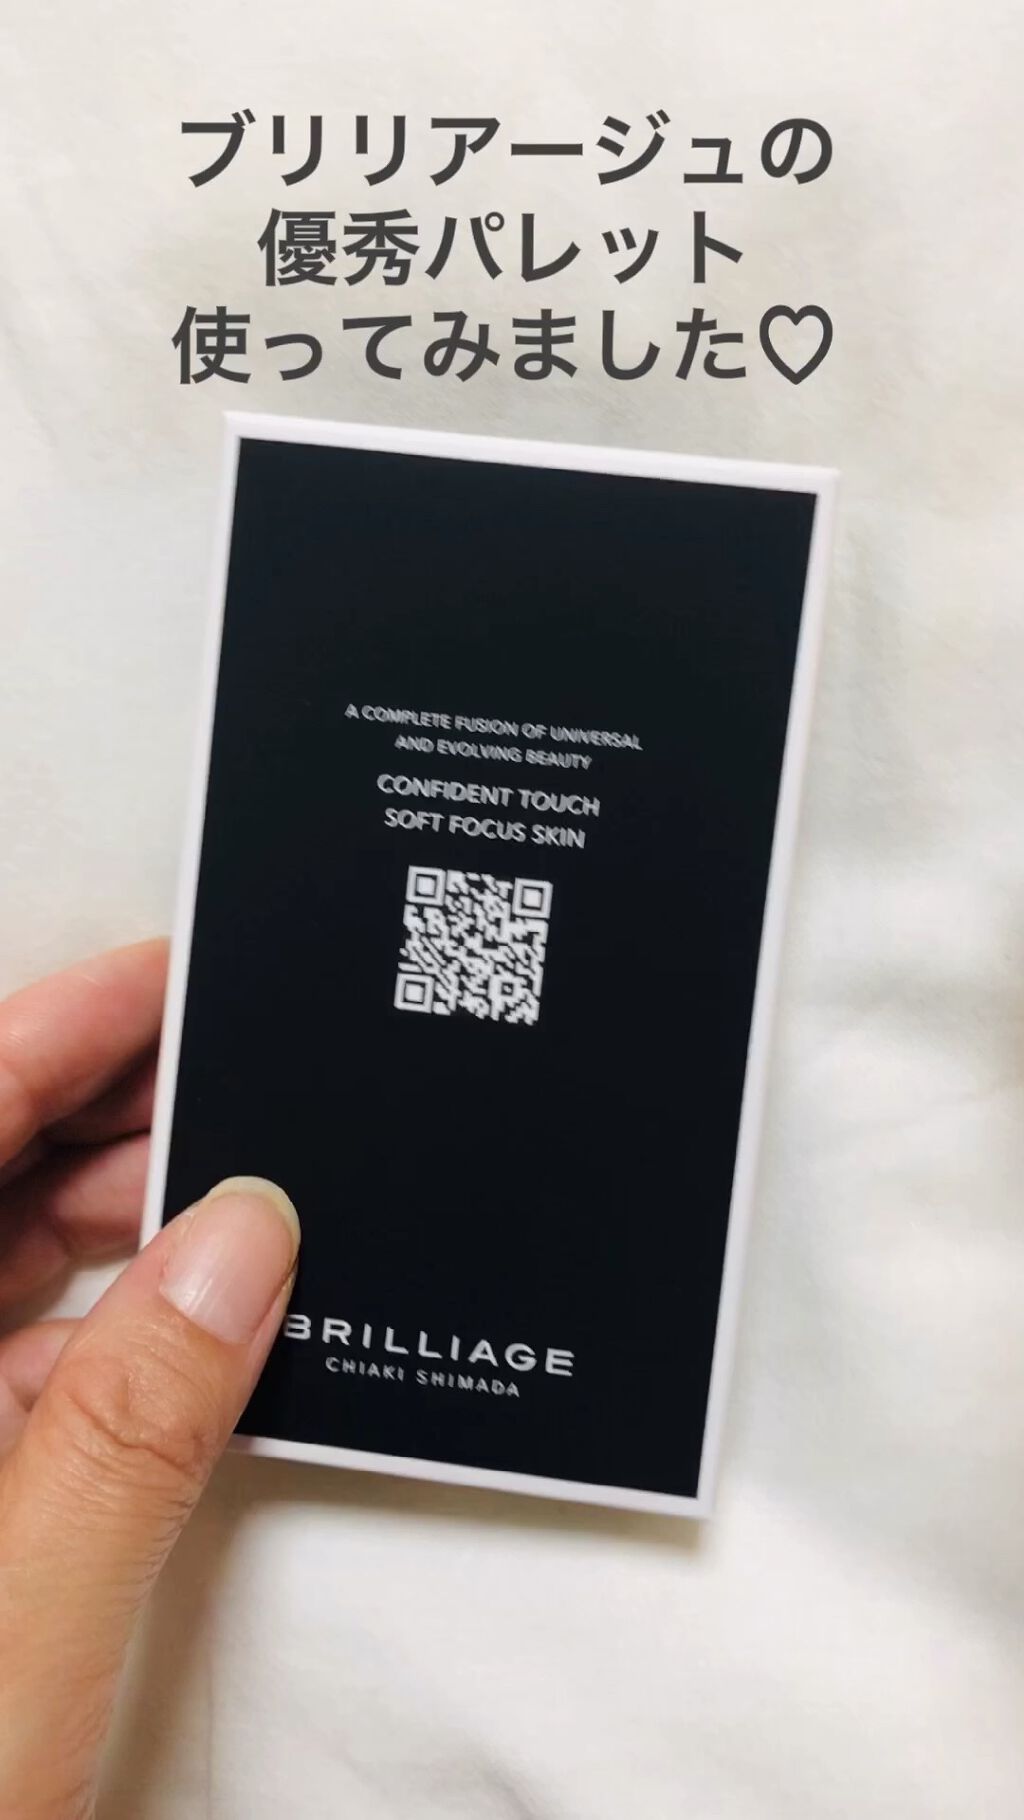 ブリリアージュの
優秀パレット
使ってみました♡
A COMPLETE FUSION OF UNIVERSAL
AND EVOLVING BEAUTY
CONFIDENT TOUCH
SOFT FOCUS SKIN
BRILLIAGE
CHIAKI SHIMADA